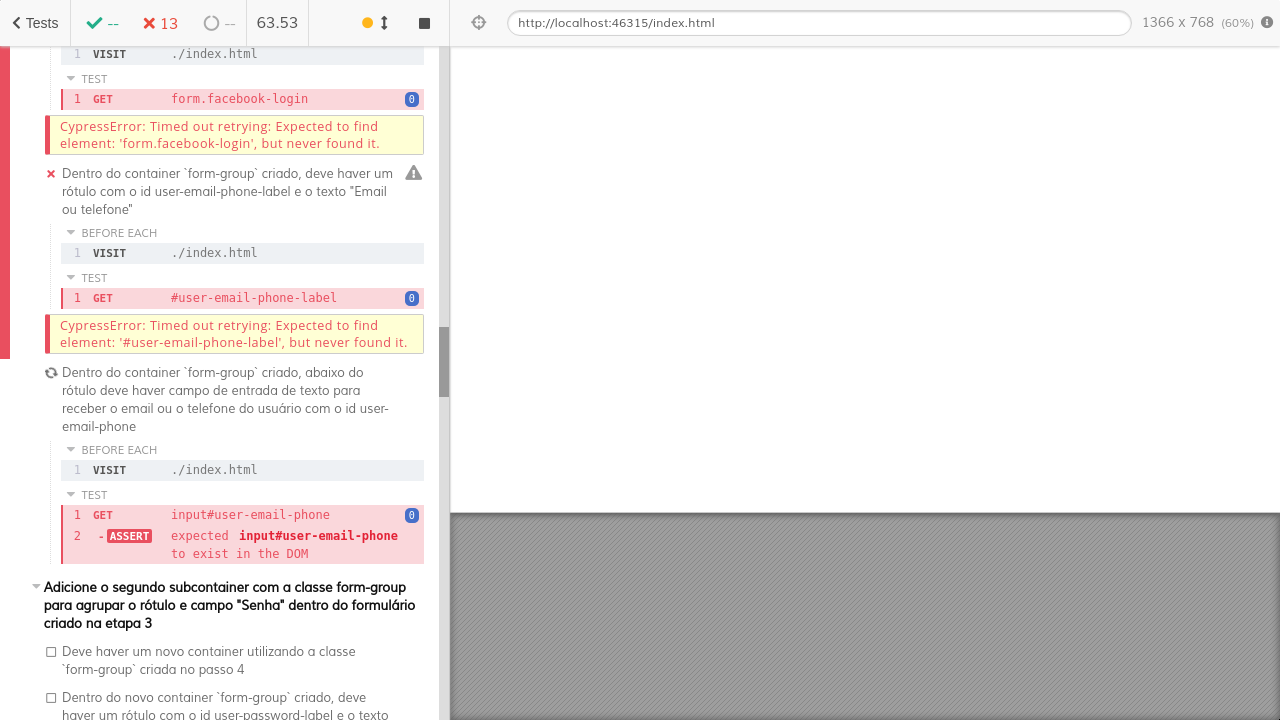 Tests
--
13
--
63.53
http://localhost:46315/index.html
1366 x 768 (60%)
1 VISIT ./index.html
TEST
1 GET form.facebook-login 0
CypressError: Timed out retrying: Expected to find
element: 'form.facebook-login', but never found it.
Dentro do container `form-group` criado, deve haver um
rótulo com o id user-email-phone-label e o texto "Email
ou telefone"
BEFORE EACH
1 VISIT ./index.html
TEST
1 GET #user-email-phone-label 0
CypressError: Timed out retrying: Expected to find
element: '#user-email-phone-label', but never found it.
Dentro do container `form-group` criado, abaixo do
rótulo deve haver campo de entrada de texto para
receber o email ou o telefone do usuário com o id user-
email-phone
BEFORE EACH
1 VISIT ./index.html
TEST
1 GET input#user-email-phone 0
2 -ASSERT expected input#user-email-phone
to exist in the DOM
Adicione o segundo subcontainer com a classe form-group
para agrupar o rótulo e campo "Senha" dentro do formulário
criado na etapa 3
Deve haver um novo container utilizando a classe
`form-group` criada no passo 4
Dentro do novo container `form-group` criado, deve
haver um rótulo com o id user-password-label e o texto